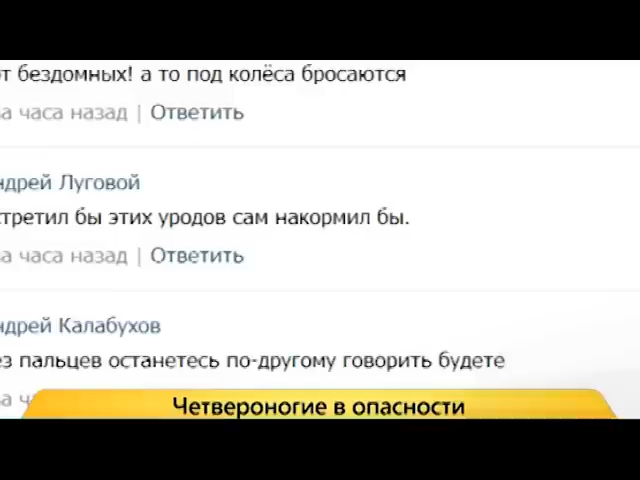 т бездомных! а то под колёса бросаются
а часа назад | Ответить
ндрей Луговой
стретил бы этих уродов сам накормил бы.
а часа назад | Ответить
ндрей Калабухов
ез пальцев останетесь по-другому говорить будете
а ч
Четвероногие в опасности